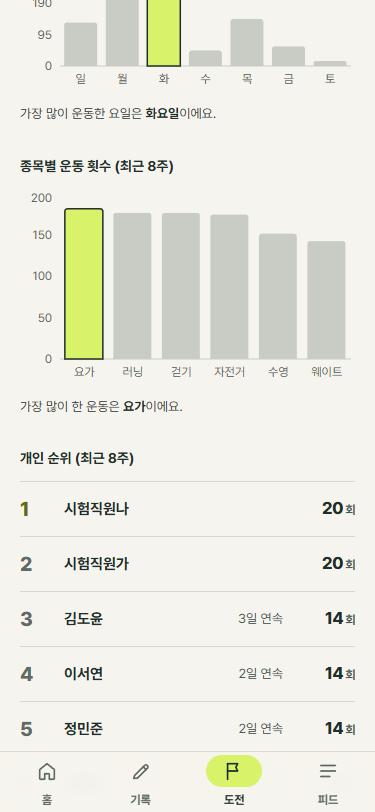 190
95
0
일 월 화 수 목 금 토
가장 많이 운동한 요일은 화요일이에요.
종목별 운동 횟수 (최근 8주)
200
150
100
50
0
요가 러닝 걷기 자전거 수영 웨이트
가장 많이 한 운동은 요가이에요.
개인 순위 (최근 8주)
1 시험직원나 20회
2 시험직원가 20회
3 김도윤 3일 연속 14회
4 이서연 2일 연속 14회
5 정민준 2일 연속 14회
홈 기록 도전 피드